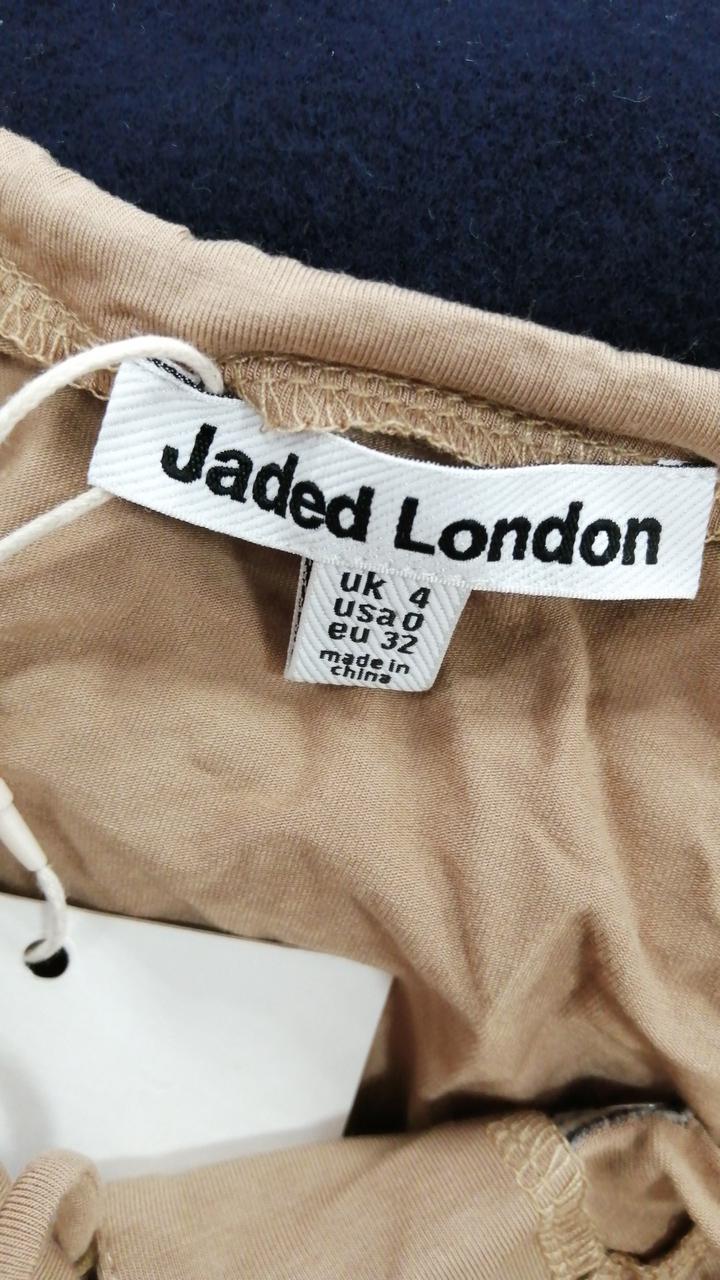 Jaded London
uk 4
usa 0
eu 32
made in
china